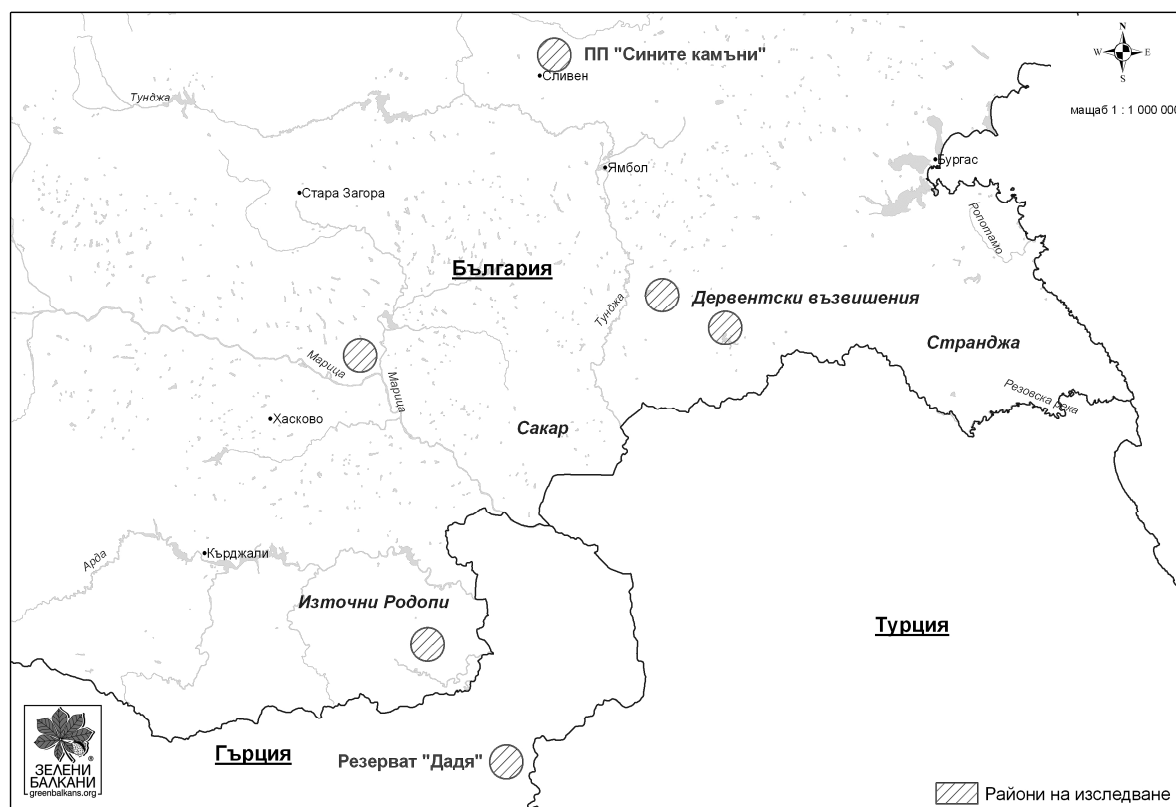 N
W E
S
ПП "Сините камъни"
Сливен
Тунджа
мащаб 1 : 1 000 000
Бургас
Ямбол
Стара Загора
Ропотамо
България
Тунджа
Дервентски възвишения
Странджа
Марица
Марица
Резовска река
Хасково
Сакар
Арда
Кърджали
Източни Родопи
Турция
Гърция
Резерват "Дадя"
ЗЕЛЕНИ
БАЛКАНИ
greenbalkans.org
Райони на изследване